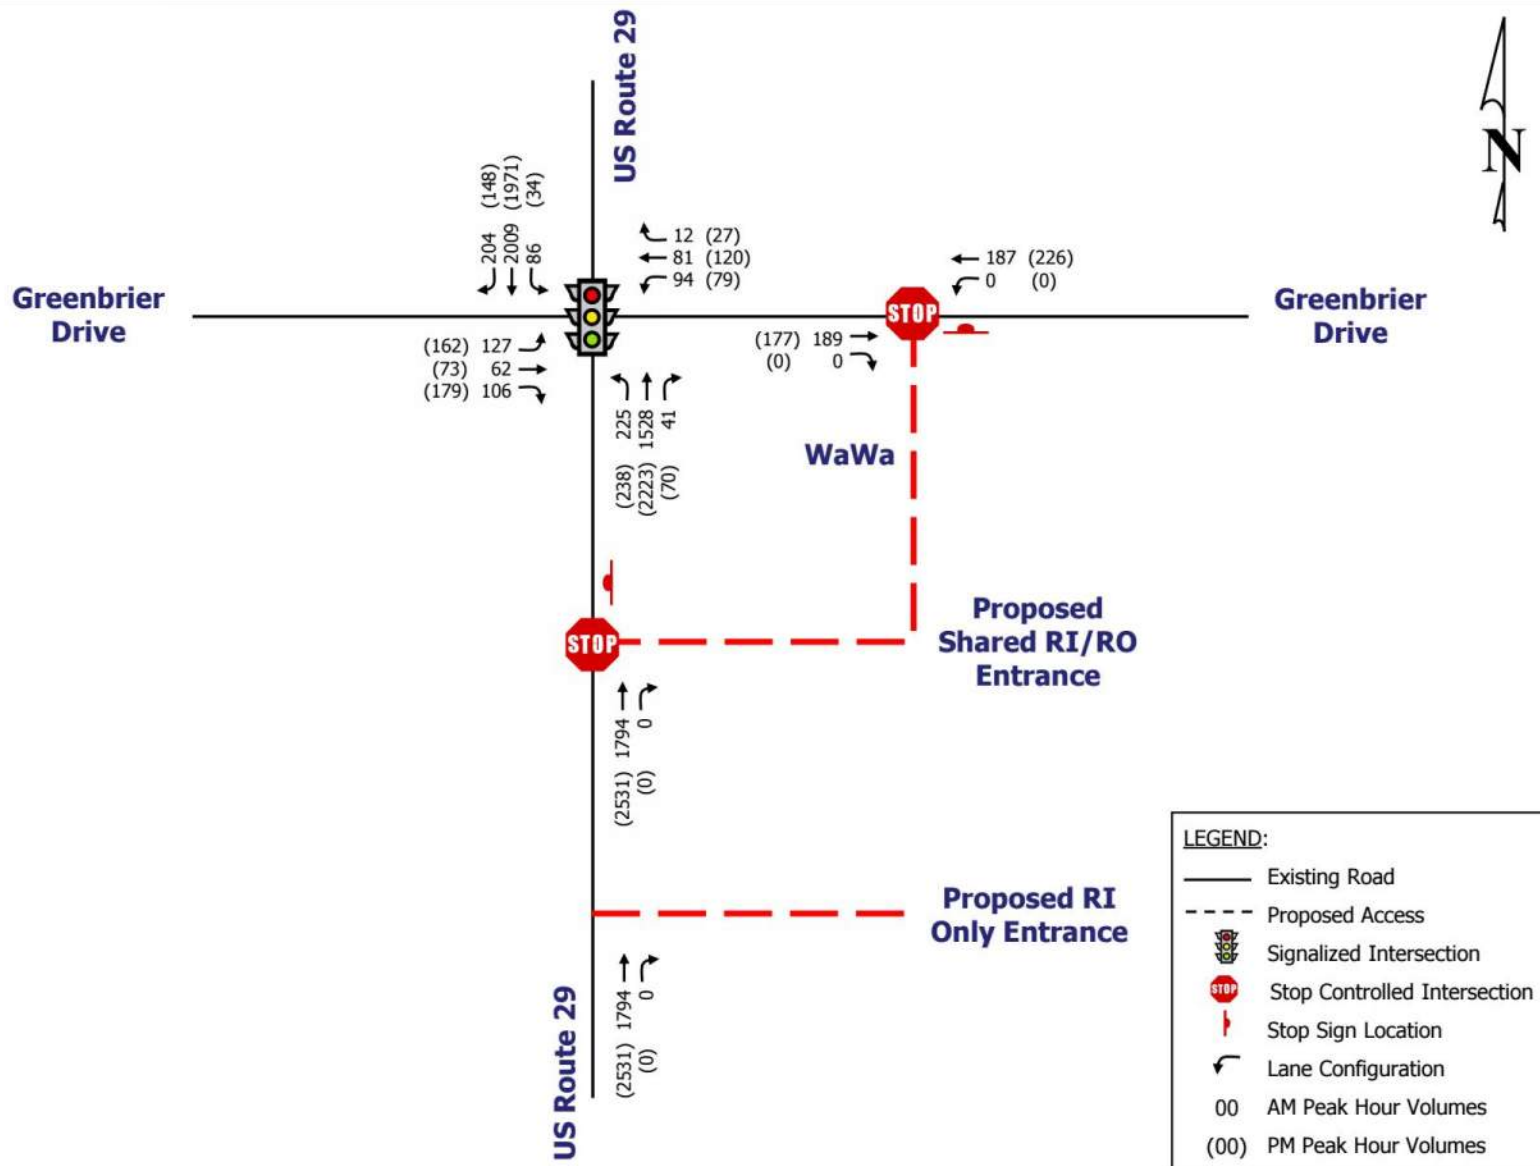 US Route 29
N
204 (148)
2009 (1971)
86 (34)
12 (27)
81 (120)
94 (79)
187 (226)
0 (0)
Greenbrier
Drive
STOP
Greenbrier
Drive
(162) 127
(73) 62
(179) 106
(177) 189
(0) 0
(238) 225
(2223) 1528
(70) 41
WaWa
STOP
Proposed
Shared RI/RO
Entrance
(2531) 1794
(0) 0
Proposed RI
Only Entrance
(2531) 1794
(0) 0
US Route 29
LEGEND:
Existing Road
Proposed Access
Signalized Intersection
STOP Stop Controlled Intersection
Stop Sign Location
Lane Configuration
00 AM Peak Hour Volumes
(00) PM Peak Hour Volumes